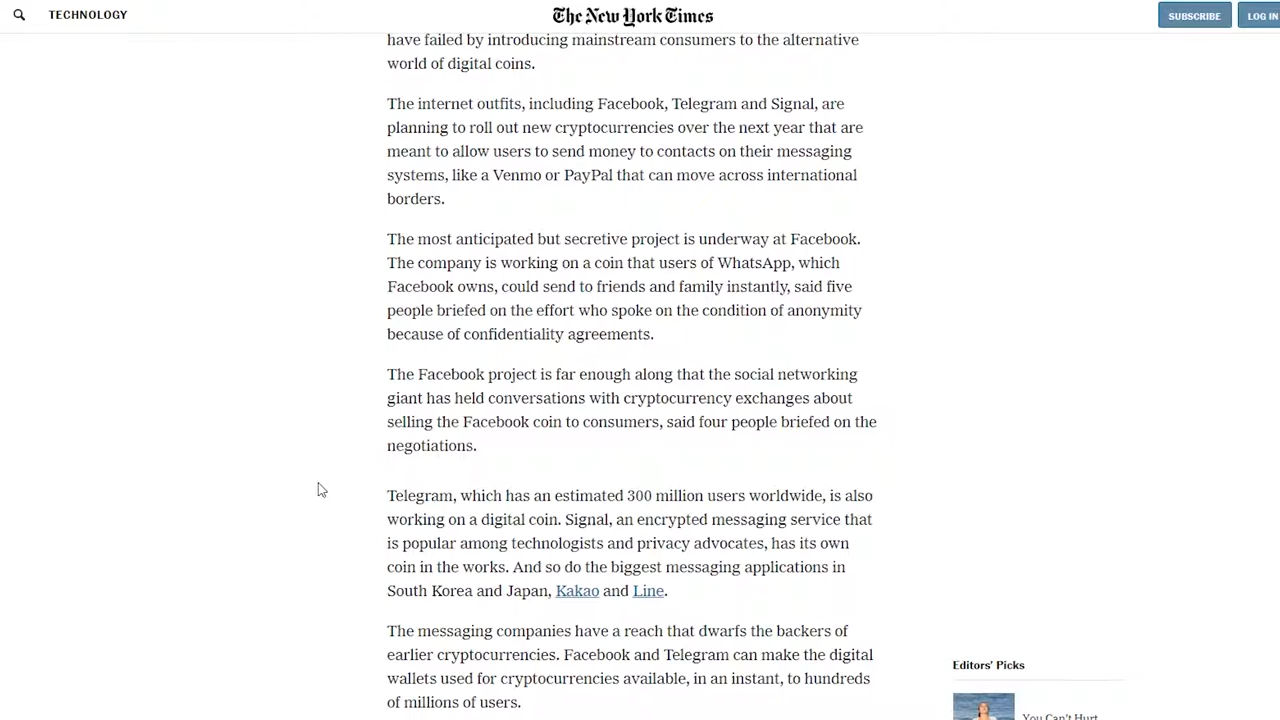 TECHNOLOGY
The New York Times
SUBSCRIBE
LOG IN
have failed by introducing mainstream consumers to the alternative
world of digital coins.
The internet outfits, including Facebook, Telegram and Signal, are
planning to roll out new cryptocurrencies over the next year that are
meant to allow users to send money to contacts on their messaging
systems, like a Venmo or PayPal that can move across international
borders.
The most anticipated but secretive project is underway at Facebook.
The company is working on a coin that users of WhatsApp, which
Facebook owns, could send to friends and family instantly, said five
people briefed on the effort who spoke on the condition of anonymity
because of confidentiality agreements.
The Facebook project is far enough along that the social networking
giant has held conversations with cryptocurrency exchanges about
selling the Facebook coin to consumers, said four people briefed on the
negotiations.
Telegram, which has an estimated 300 million users worldwide, is also
working on a digital coin. Signal, an encrypted messaging service that
is popular among technologists and privacy advocates, has its own
coin in the works. And so do the biggest messaging applications in
South Korea and Japan, Kakao and Line.
The messaging companies have a reach that dwarfs the backers of
earlier cryptocurrencies. Facebook and Telegram can make the digital
wallets used for cryptocurrencies available, in an instant, to hundreds
of millions of users.
Editors' Picks
You Can't Hurt